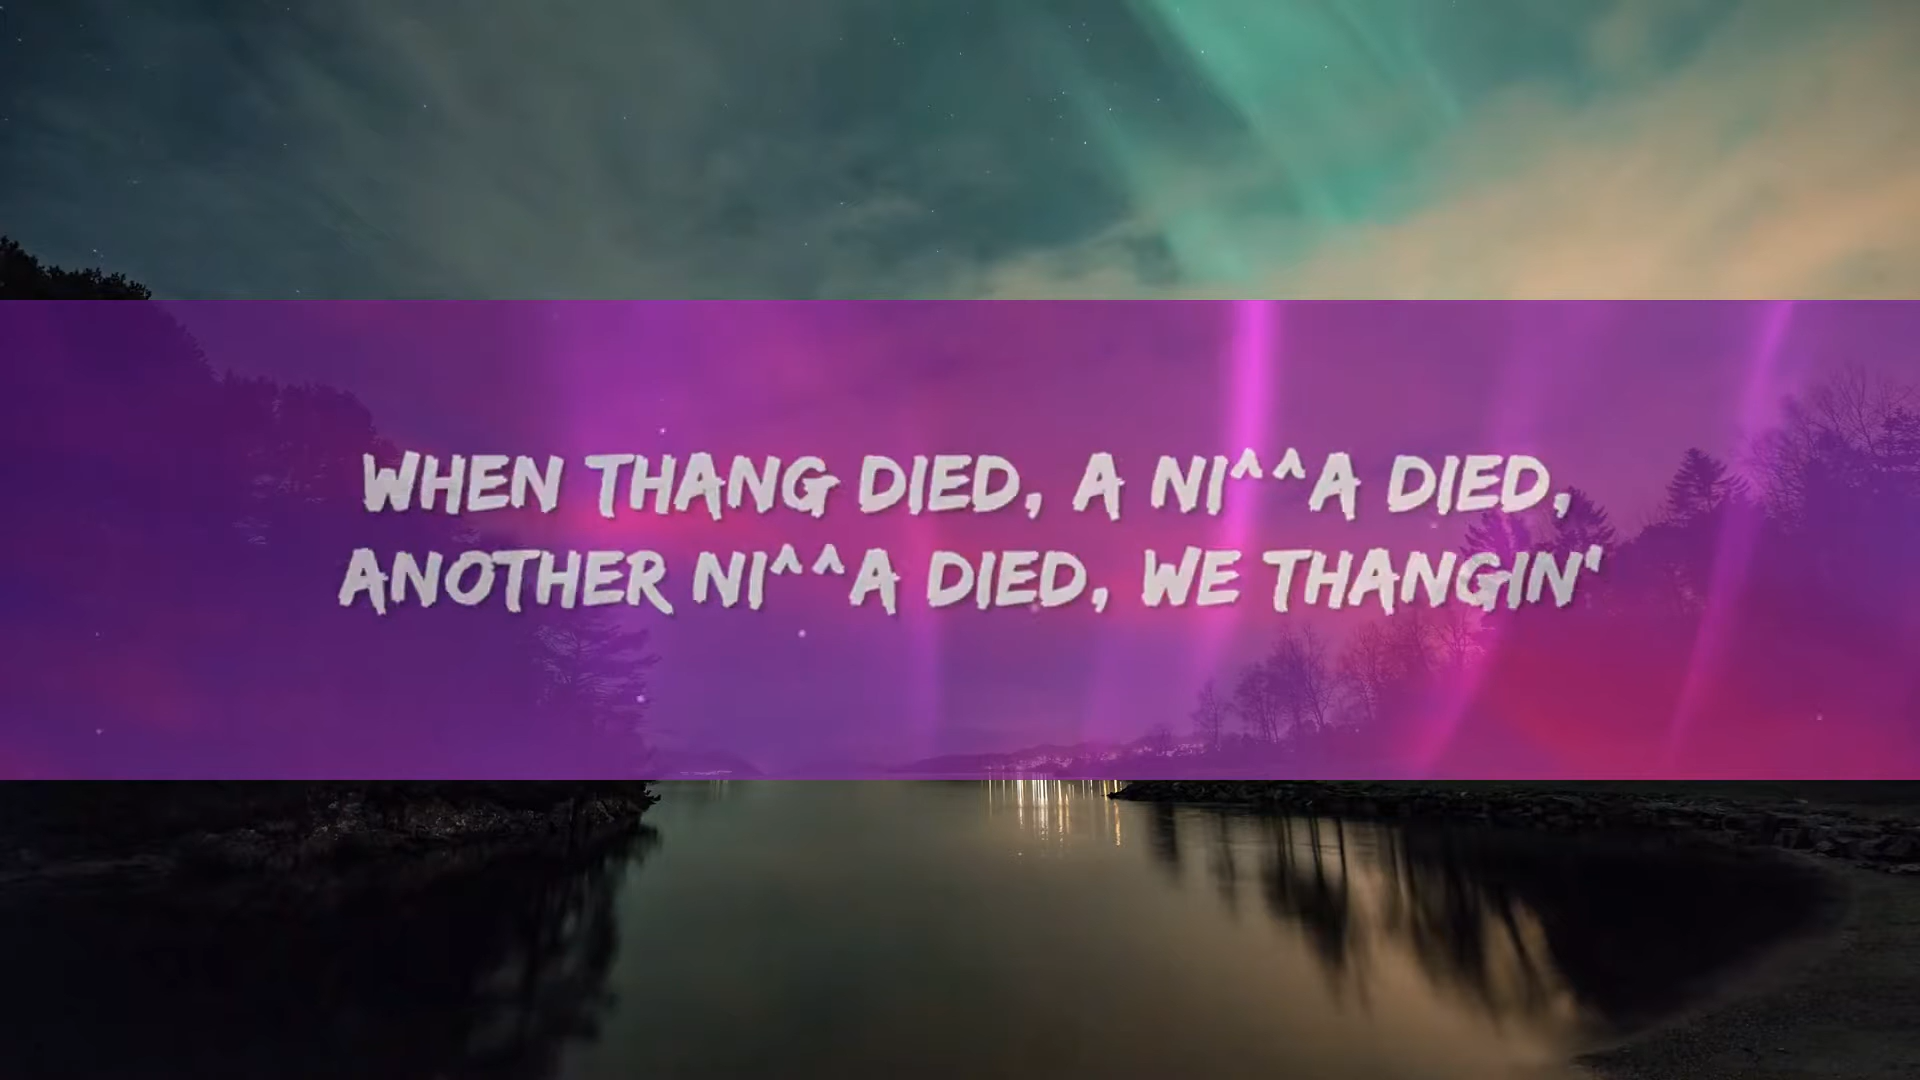 WHEN THANG DIED, A NI^^A DIED,
ANOTHER NI^^A DIED, WE THANGIN'